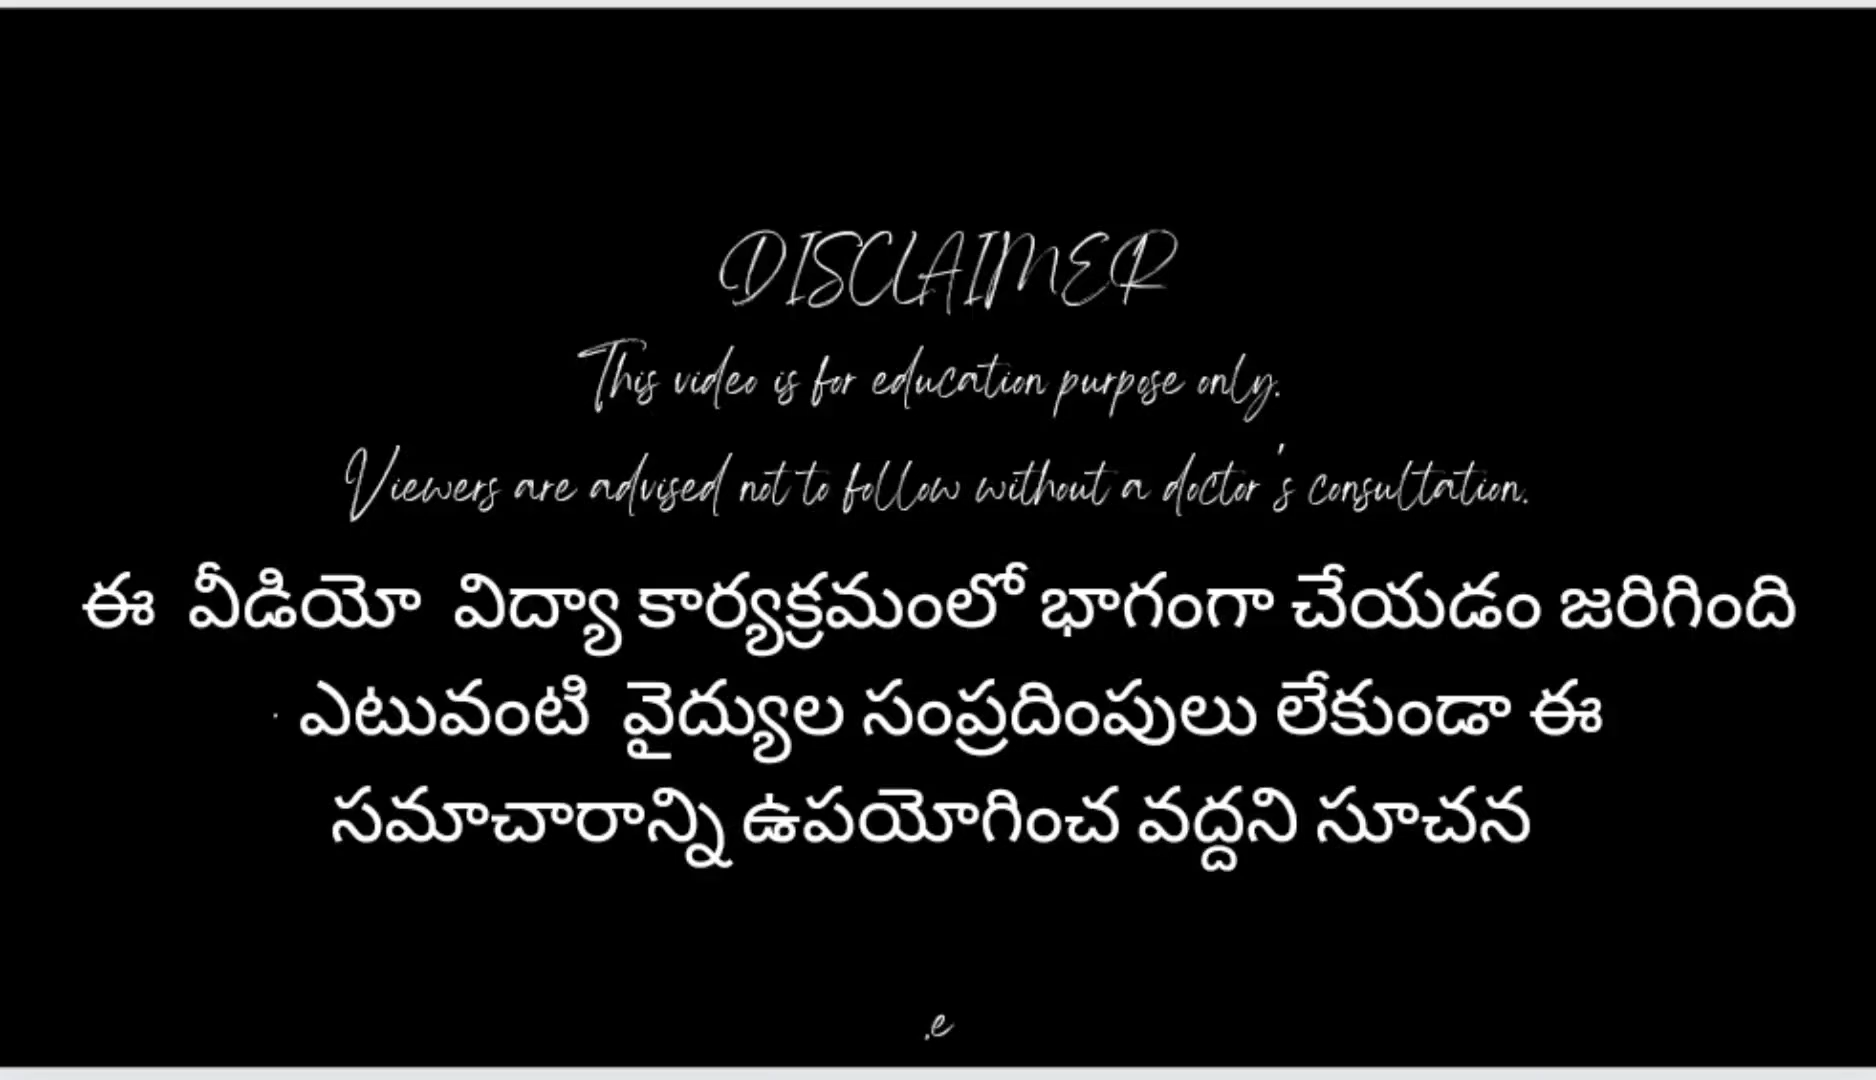 DISCLAIMER
This video is for education purpose only.
Viewers are advised not to follow without a doctor's consultation.
ఈ వీడియో విద్యా కార్యక్రమంలో భాగంగా చేయడం జరిగింది
. ఎటువంటి వైద్యుల సంప్రదింపులు లేకుండా ఈ
సమాచారాన్ని ఉపయోగించ వద్దని సూచన
.e